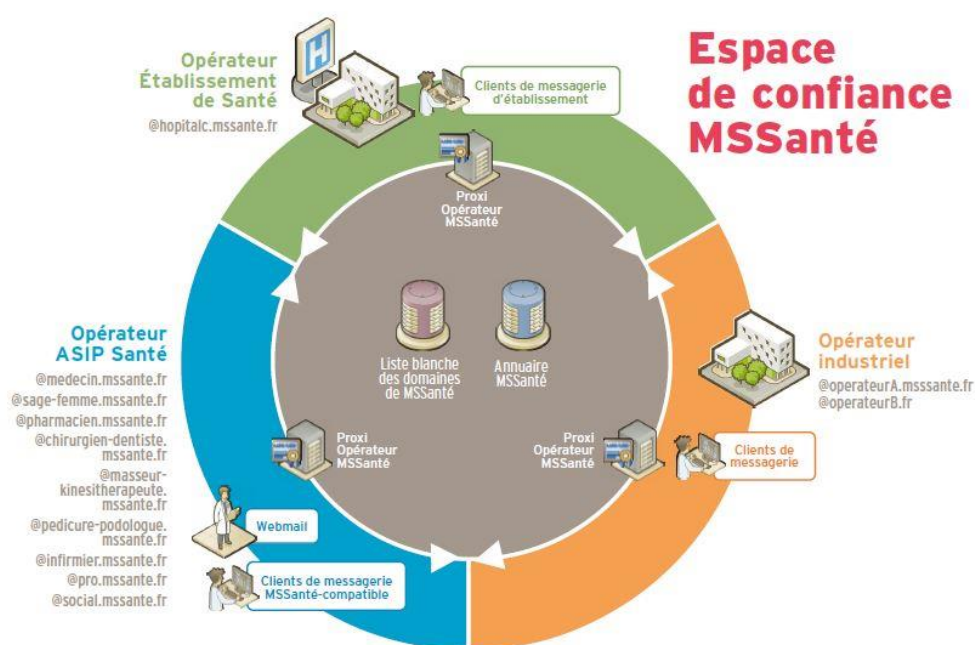 Espace
de confiance
MSSanté
Opérateur
Établissement
de Santé
@hopitalc.mssante.fr
H
Clients de messagerie
d'établissement
Proxi
Opérateur
MSSanté
Liste blanche
des domaines
de MSSanté
Annuaire
MSSanté
Opérateur
ASIP Santé
@medecin.mssante.fr
@sage-femme.mssante.fr
@pharmacien.mssante.fr
@chirurgien-dentiste.
mssante.fr
@masseur-
kinesitherapeute.
mssante.fr
@pedicure-podologue.
mssante.fr
@infirmier.mssante.fr
@pro.mssante.fr
@social.mssante.fr
Proxi
Opérateur
MSSanté
Webmail
Clients de messagerie
MSSanté-compatible
Proxi
Opérateur
MSSanté
Opérateur
industriel
@operateurA.msssante.fr
@operateurB.fr
Clients de
messagerie